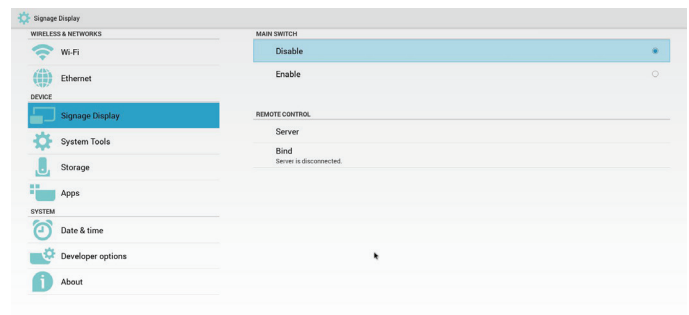 Signage Display
WIRELESS & NETWORKS
Wi-Fi
Ethernet
DEVICE
Signage Display
System Tools
Storage
Apps
SYSTEM
Date & time
Developer options
About
MAIN SWITCH
Disable
Enable
REMOTE CONTROL
Server
Bind
Server is disconnected.